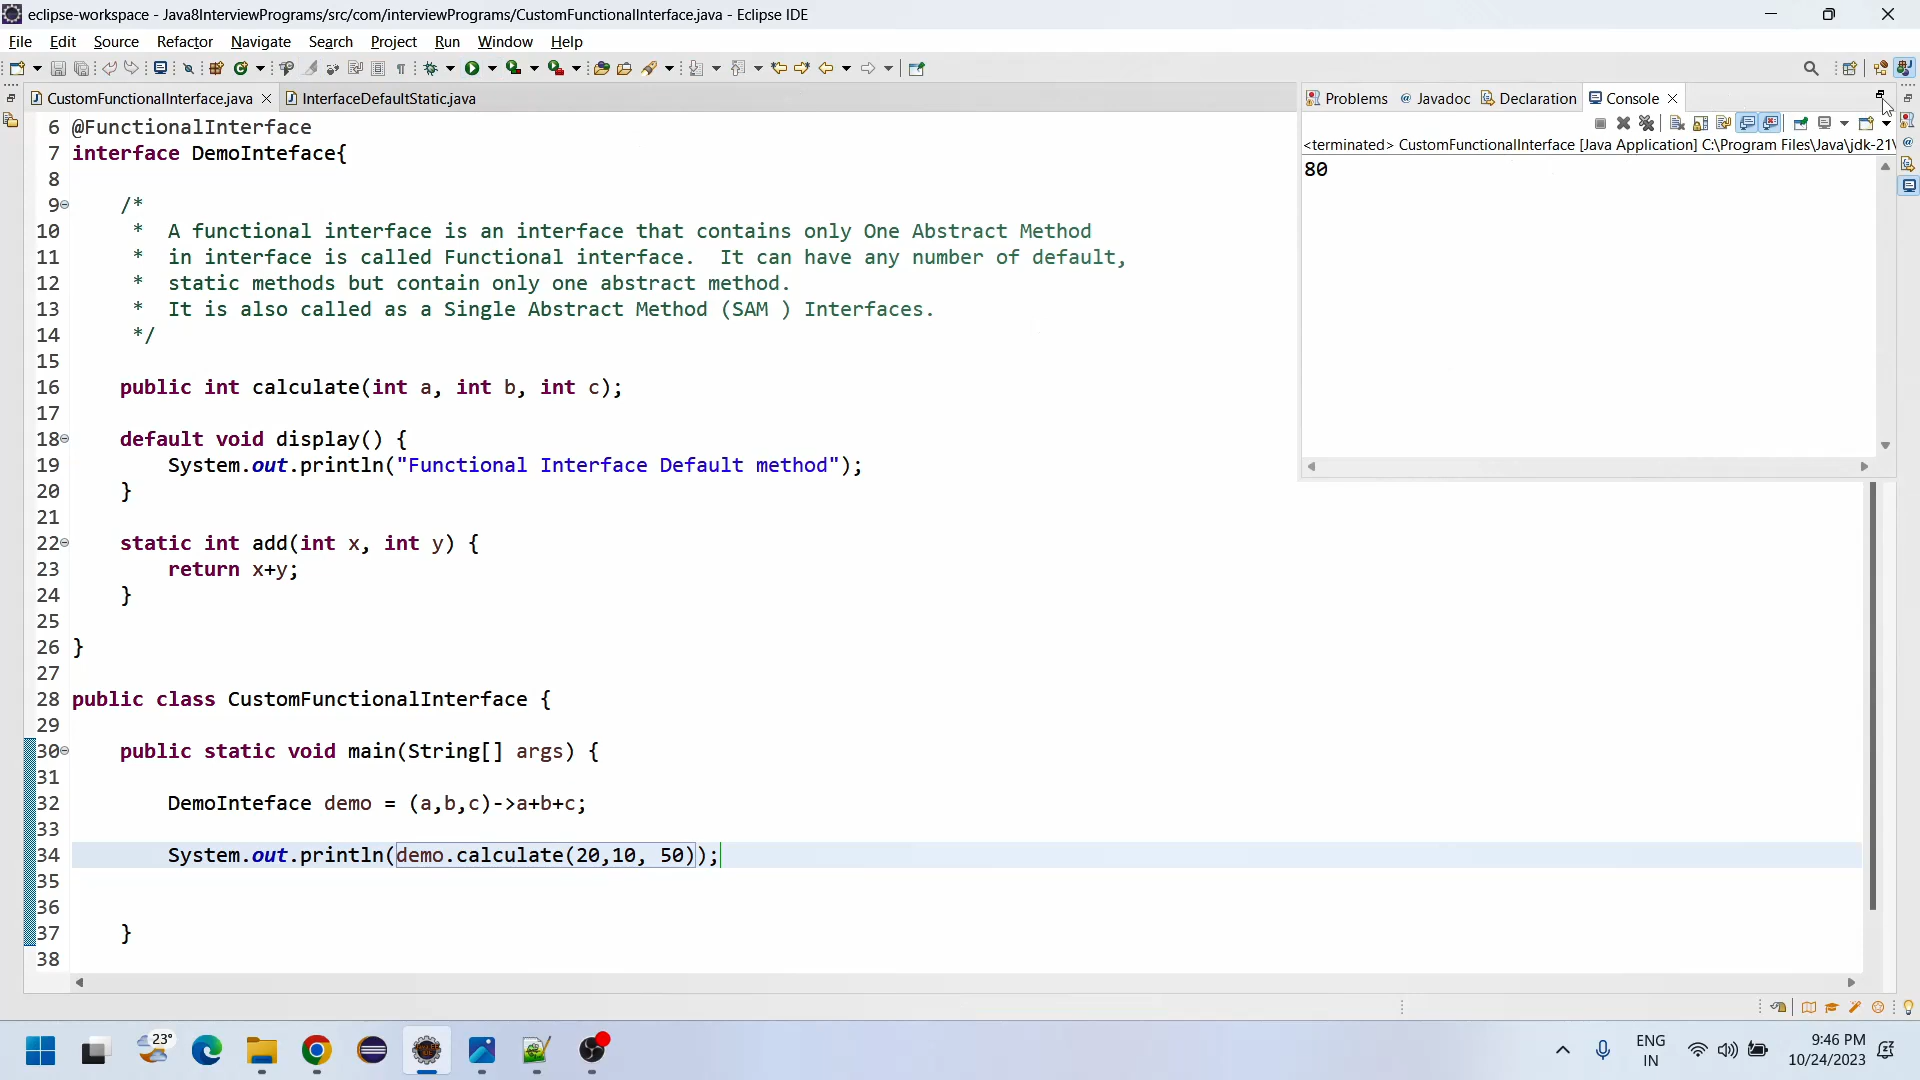 eclipse-workspace - Java8InterviewPrograms/src/com/interviewPrograms/CustomFunctionalInterface.java - Eclipse IDE
File Edit Source Refactor Navigate Search Project Run Window Help
CustomFunctionalInterface.java InterfaceDefaultStatic.java
Problems @ Javadoc Declaration Console
<terminated> CustomFunctionalInterface [Java Application] C:\Program Files\Java\jdk-21\
80
6 @FunctionalInterface
7 interface DemoInteface{
8
9 /*
10 * A functional interface is an interface that contains only One Abstract Method
11 * in interface is called Functional interface. It can have any number of default,
12 * static methods but contain only one abstract method.
13 * It is also called as a Single Abstract Method (SAM ) Interfaces.
14 */
15
16 public int calculate(int a, int b, int c);
17
18 default void display() {
19 System.out.println("Functional Interface Default method");
20 }
21
22 static int add(int x, int y) {
23 return x+y;
24 }
25
26 }
27
28 public class CustomFunctionalInterface {
29
30 public static void main(String[] args) {
31
32 DemoInteface demo = (a,b,c)->a+b+c;
33
34 System.out.println(demo.calculate(20,10, 50));
35
36
37 }
38
23°
ENG
IN
9:46 PM
10/24/2023